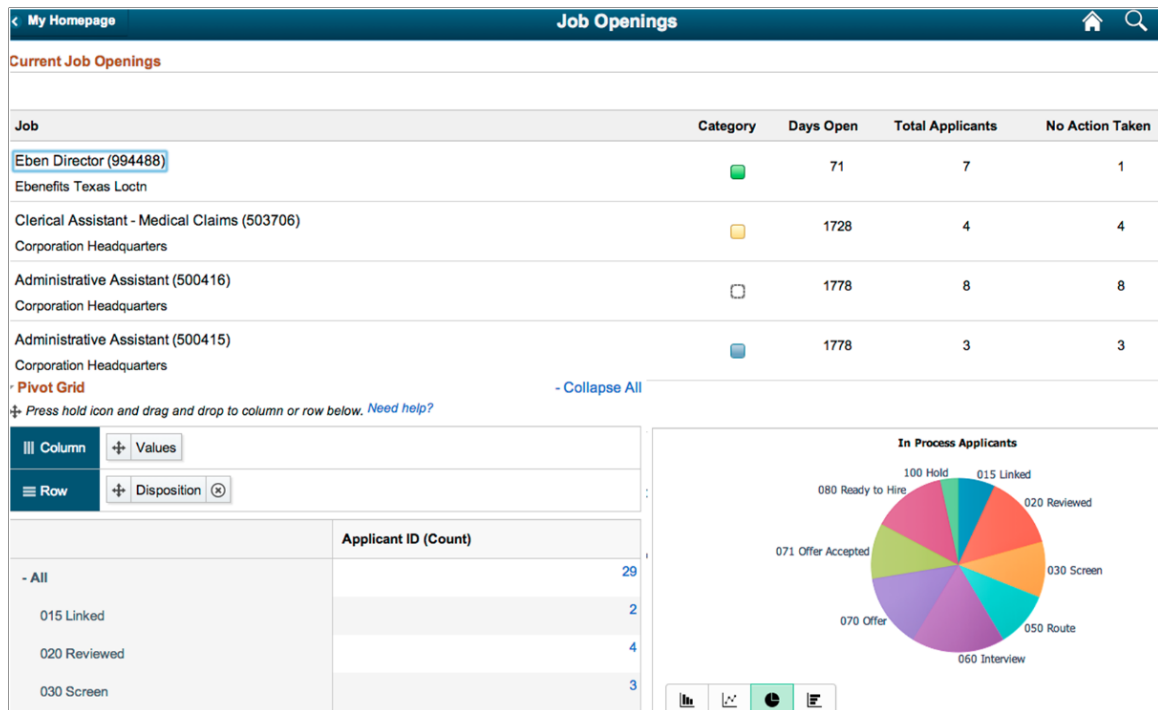 My Homepage
Job Openings
Current Job Openings
Job Category Days Open Total Applicants No Action Taken
Eben Director (994488) 71 7 1
Ebenefits Texas Loctn
Clerical Assistant - Medical Claims (503706) 1728 4 4
Corporation Headquarters
Administrative Assistant (500416) 1778 8 8
Corporation Headquarters
Administrative Assistant (500415) 1778 3 3
Corporation Headquarters
Pivot Grid - Collapse All
Press hold icon and drag and drop to column or row below. Need help?
Column Values
Row Disposition
Applicant ID (Count)
- All 29
015 Linked 2
020 Reviewed 4
030 Screen 3
In Process Applicants
100 Hold
015 Linked
080 Ready to Hire
020 Reviewed
071 Offer Accepted
030 Screen
070 Offer
050 Route
060 Interview